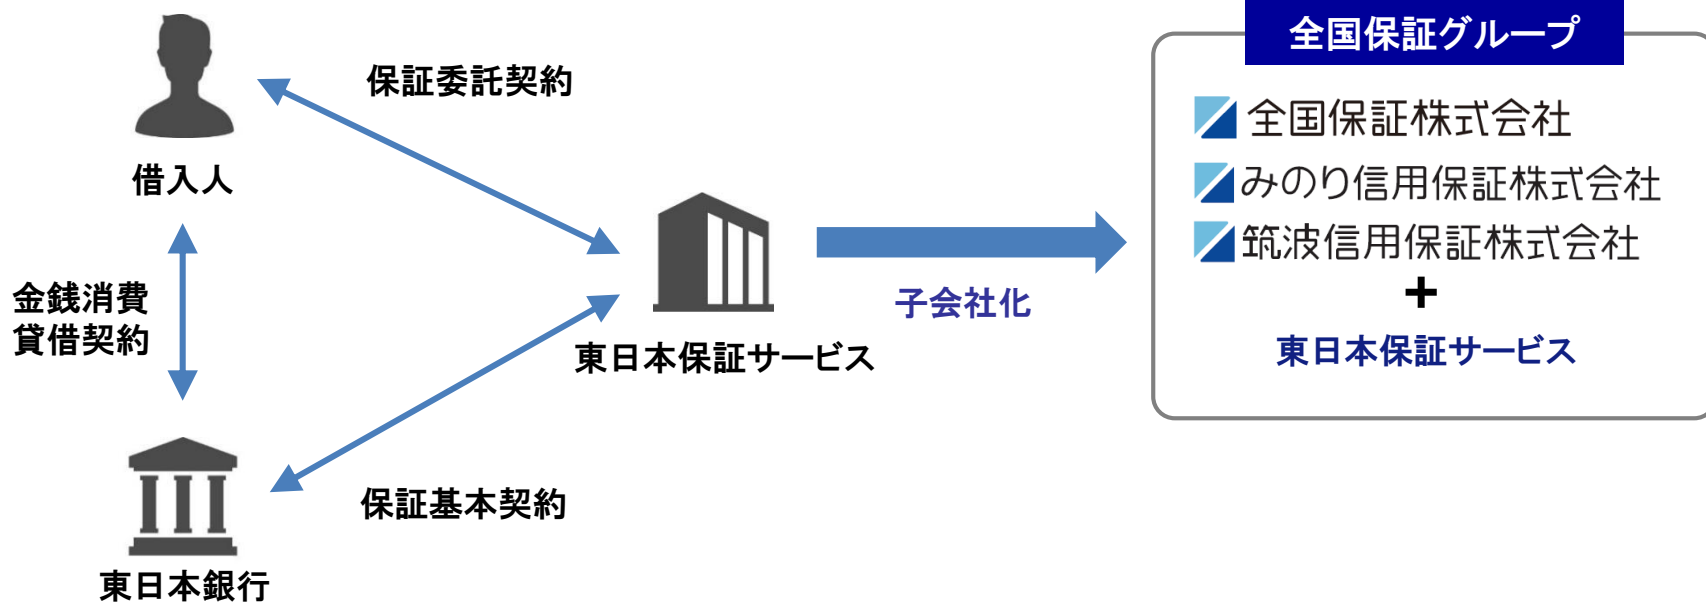 全国保証グループ
保証委託契約
全国保証株式会社
借入人
みのり信用保証株式会社
筑波信用保証株式会社
金銭消費
貸借契約
子会社化
+
東日本保証サービス
東日本保証サービス
保証基本契約
東日本銀行